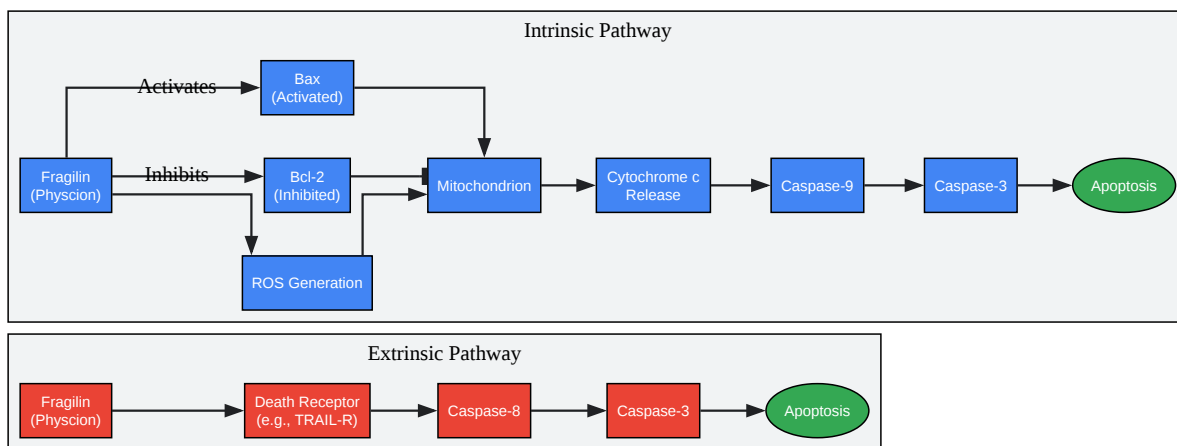 Intrinsic Pathway
Activates
Bax
(Activated)
Fragilin
(Physcion)
Inhibits
Bcl-2
(Inhibited)
Mitochondrion
Cytochrome c
Release
Caspase-9
Caspase-3
Apoptosis
ROS Generation
Extrinsic Pathway
Fragilin
(Physcion)
Death Receptor
(e.g., TRAIL-R)
Caspase-8
Caspase-3
Apoptosis